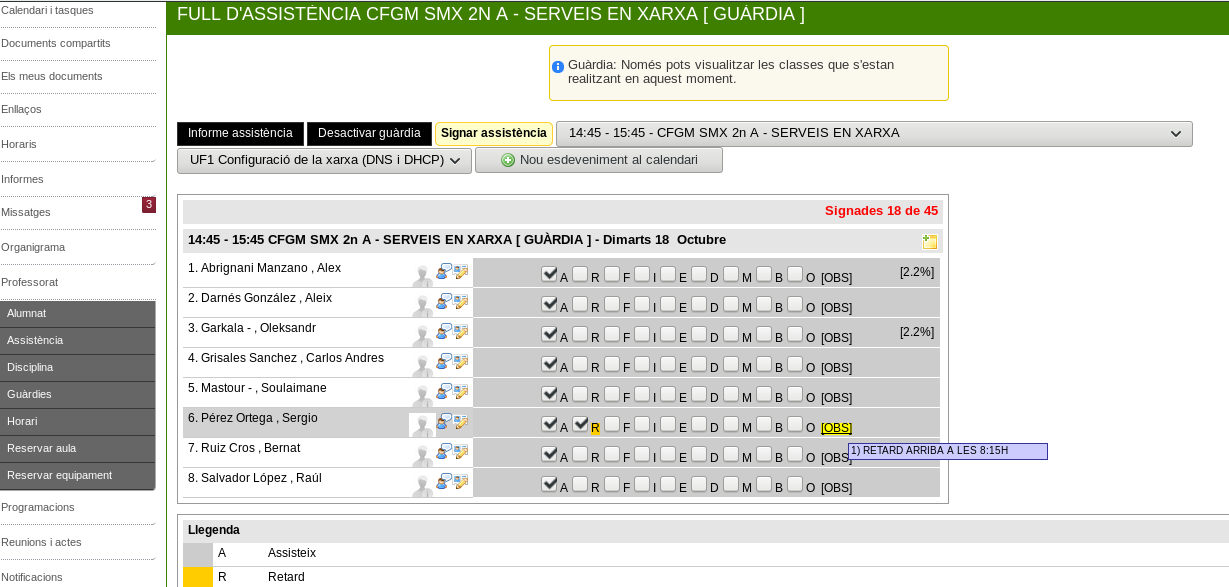 Calendari i tasques
Documents compartits
Els meus documents
Enllaços
Horaris
Informes
Missatges
3
Organigrama
Professorat
Alumnat
Assistència
Disciplina
Guàrdies
Horari
Reservar aula
Reservar equipament
Programacions
Reunions i actes
Notificacions
FULL D'ASSISTÈNCIA CFGM SMX 2N A - SERVEIS EN XARXA [ GUÀRDIA ]
Guàrdia: Només pots visualitzar les classes que s'estan
realitzant en aquest moment.
Informe assistència Desactivar guàrdia Signar assistència 14:45 - 15:45 - CFGM SMX 2n A - SERVEIS EN XARXA
UF1 Configuració de la xarxa (DNS i DHCP) Nou esdeveniment al calendari
Signades 18 de 45
14:45 - 15:45 CFGM SMX 2n A - SERVEIS EN XARXA [ GUÀRDIA ] - Dimarts 18 Octubre
1. Abrignani Manzano , Alex A R F I E D M B O [OBS] [2.2%]
2. Darnés González , Aleix A R F I E D M B O [OBS]
3. Garkala - , Oleksandr A R F I E D M B O [OBS] [2.2%]
4. Grisales Sanchez , Carlos Andres A R F I E D M B O [OBS]
5. Mastour - , Soulaimane A R F I E D M B O [OBS]
6. Pérez Ortega , Sergio A R F I E D M B O [OBS]
1) RETARD ARRIBA A LES 8:15H
7. Ruiz Cros , Bernat A R F I E D M B O [OBS]
8. Salvador López , Raúl A R F I E D M B O [OBS]
Llegenda
A Assisteix
R Retard